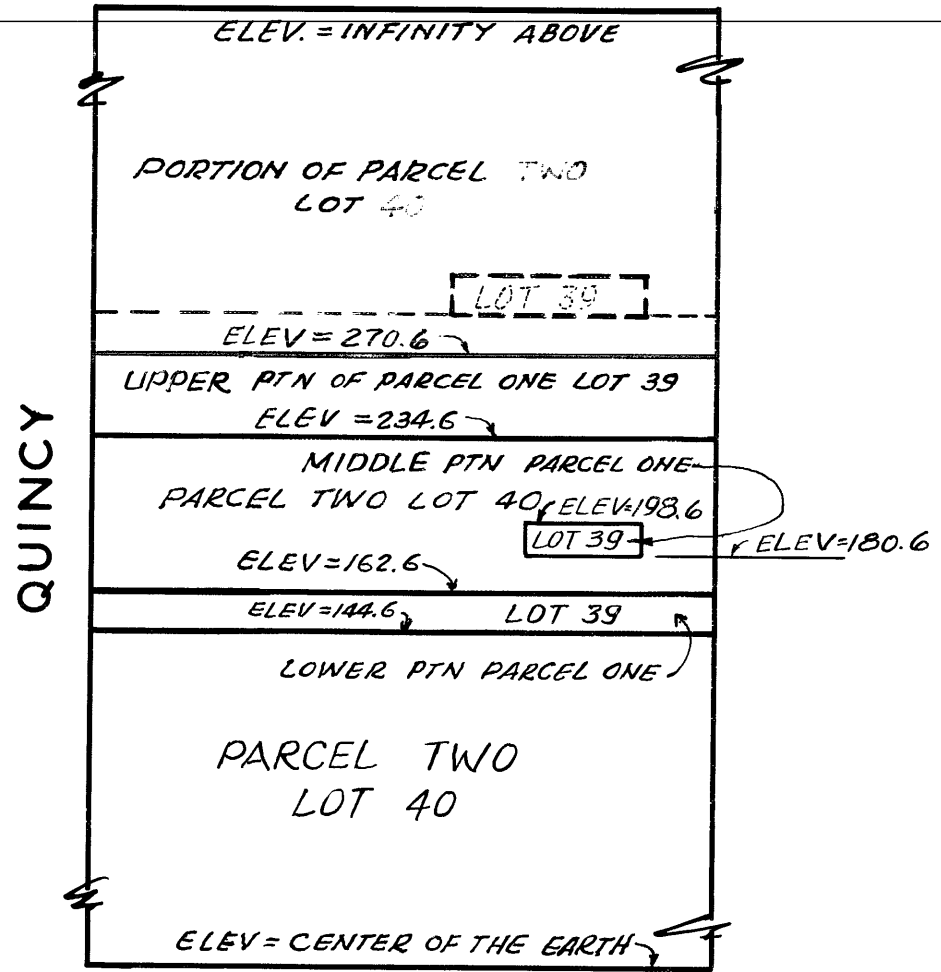 ELEV. = INFINITY ABOVE
PORTION OF PARCEL TWO
LOT 40
LOT 39
ELEV = 270.6
UPPER PTN OF PARCEL ONE LOT 39
ELEV = 234.6
MIDDLE PTN PARCEL ONE
PARCEL TWO LOT 40
ELEV=198.6
LOT 39
ELEV=180.6
ELEV=162.6
ELEV=144.6
LOT 39
LOWER PTN PARCEL ONE
PARCEL TWO
LOT 40
ELEV = CENTER OF THE EARTH
QUINCY